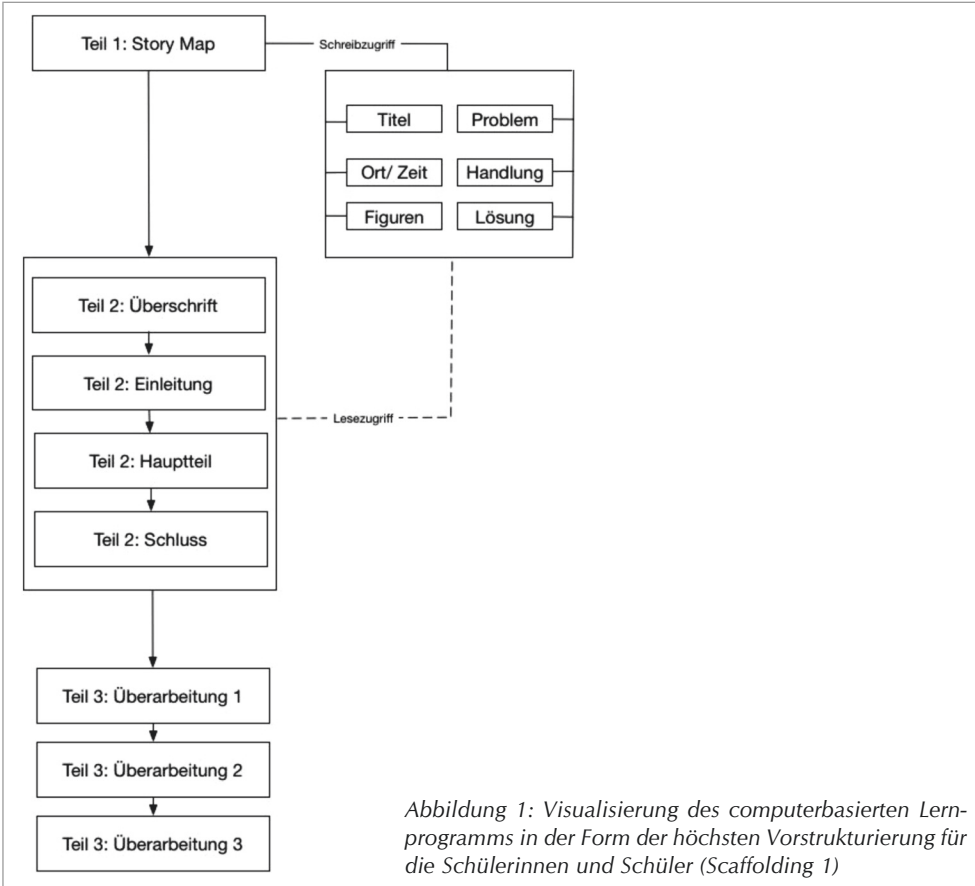 Teil 1: Story Map
Schreibzugriff
Titel
Problem
Ort/ Zeit
Handlung
Figuren
Lösung
Teil 2: Überschrift
Teil 2: Einleitung
Lesezugriff
Teil 2: Hauptteil
Teil 2: Schluss
Teil 3: Überarbeitung 1
Teil 3: Überarbeitung 2
Teil 3: Überarbeitung 3
Abbildung 1: Visualisierung des computerbasierten Lern-
programms in der Form der höchsten Vorstrukturierung für
die Schülerinnen und Schüler (Scaffolding 1)